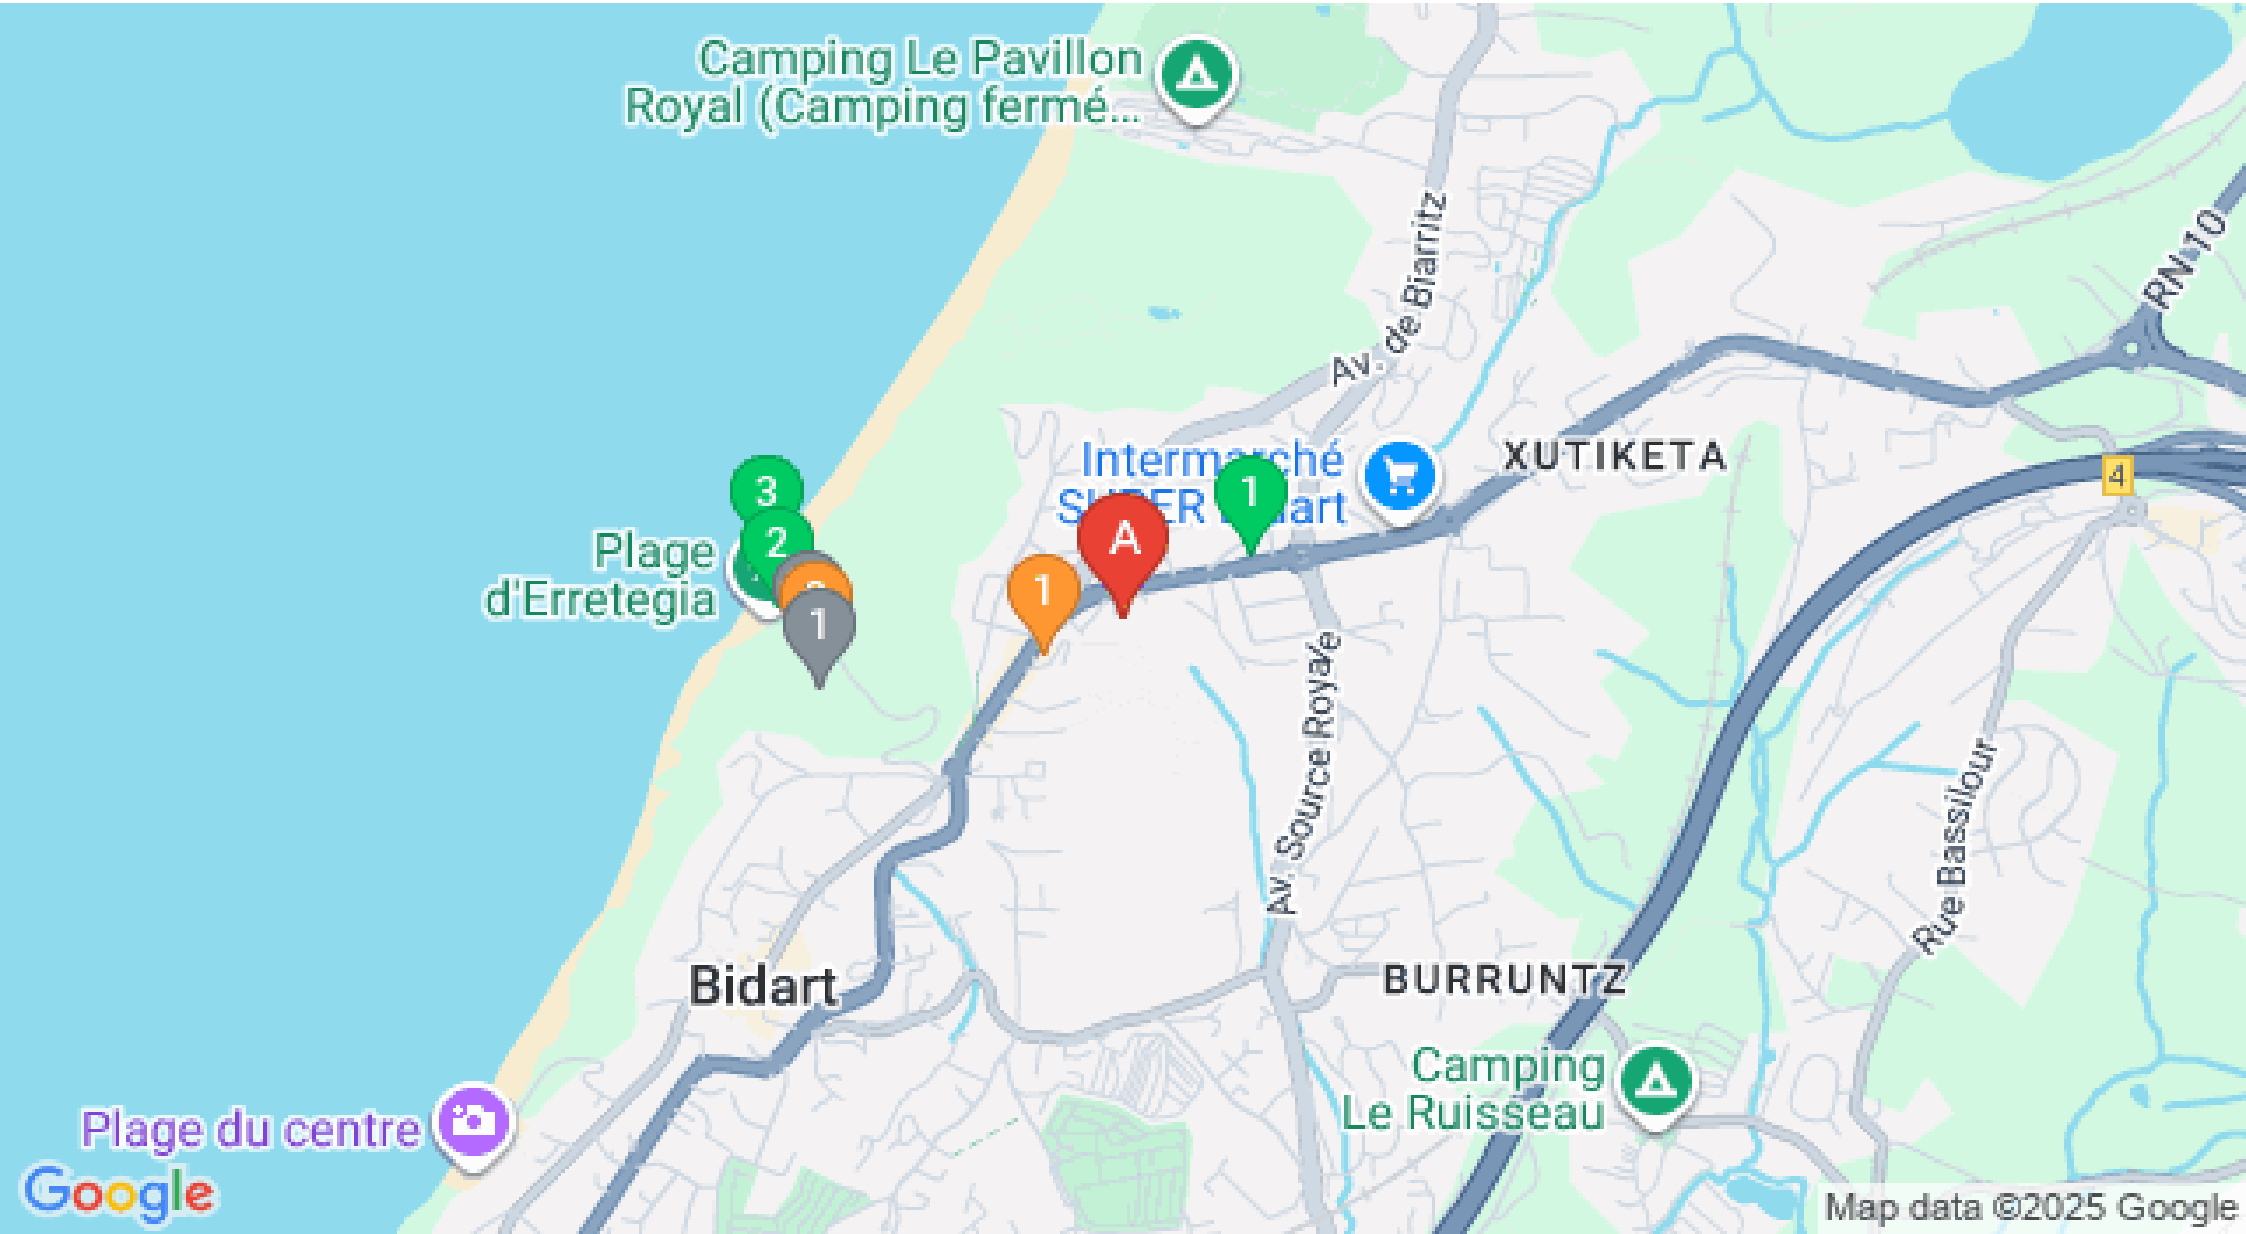 Camping Le Pavillon
Royal (Camping fermé...
RN 10
Av. de Biarritz
Intermarché
SUPER Bidart
XUTIKETA
4
3
1
2
A
Plage
d'Erretegia
1
1
Av. Source Royale
Rue Bassilour
Bidart
BURRUNTZ
Camping
Le Ruisseau
Plage du centre
Google
Map data ©2025 Google